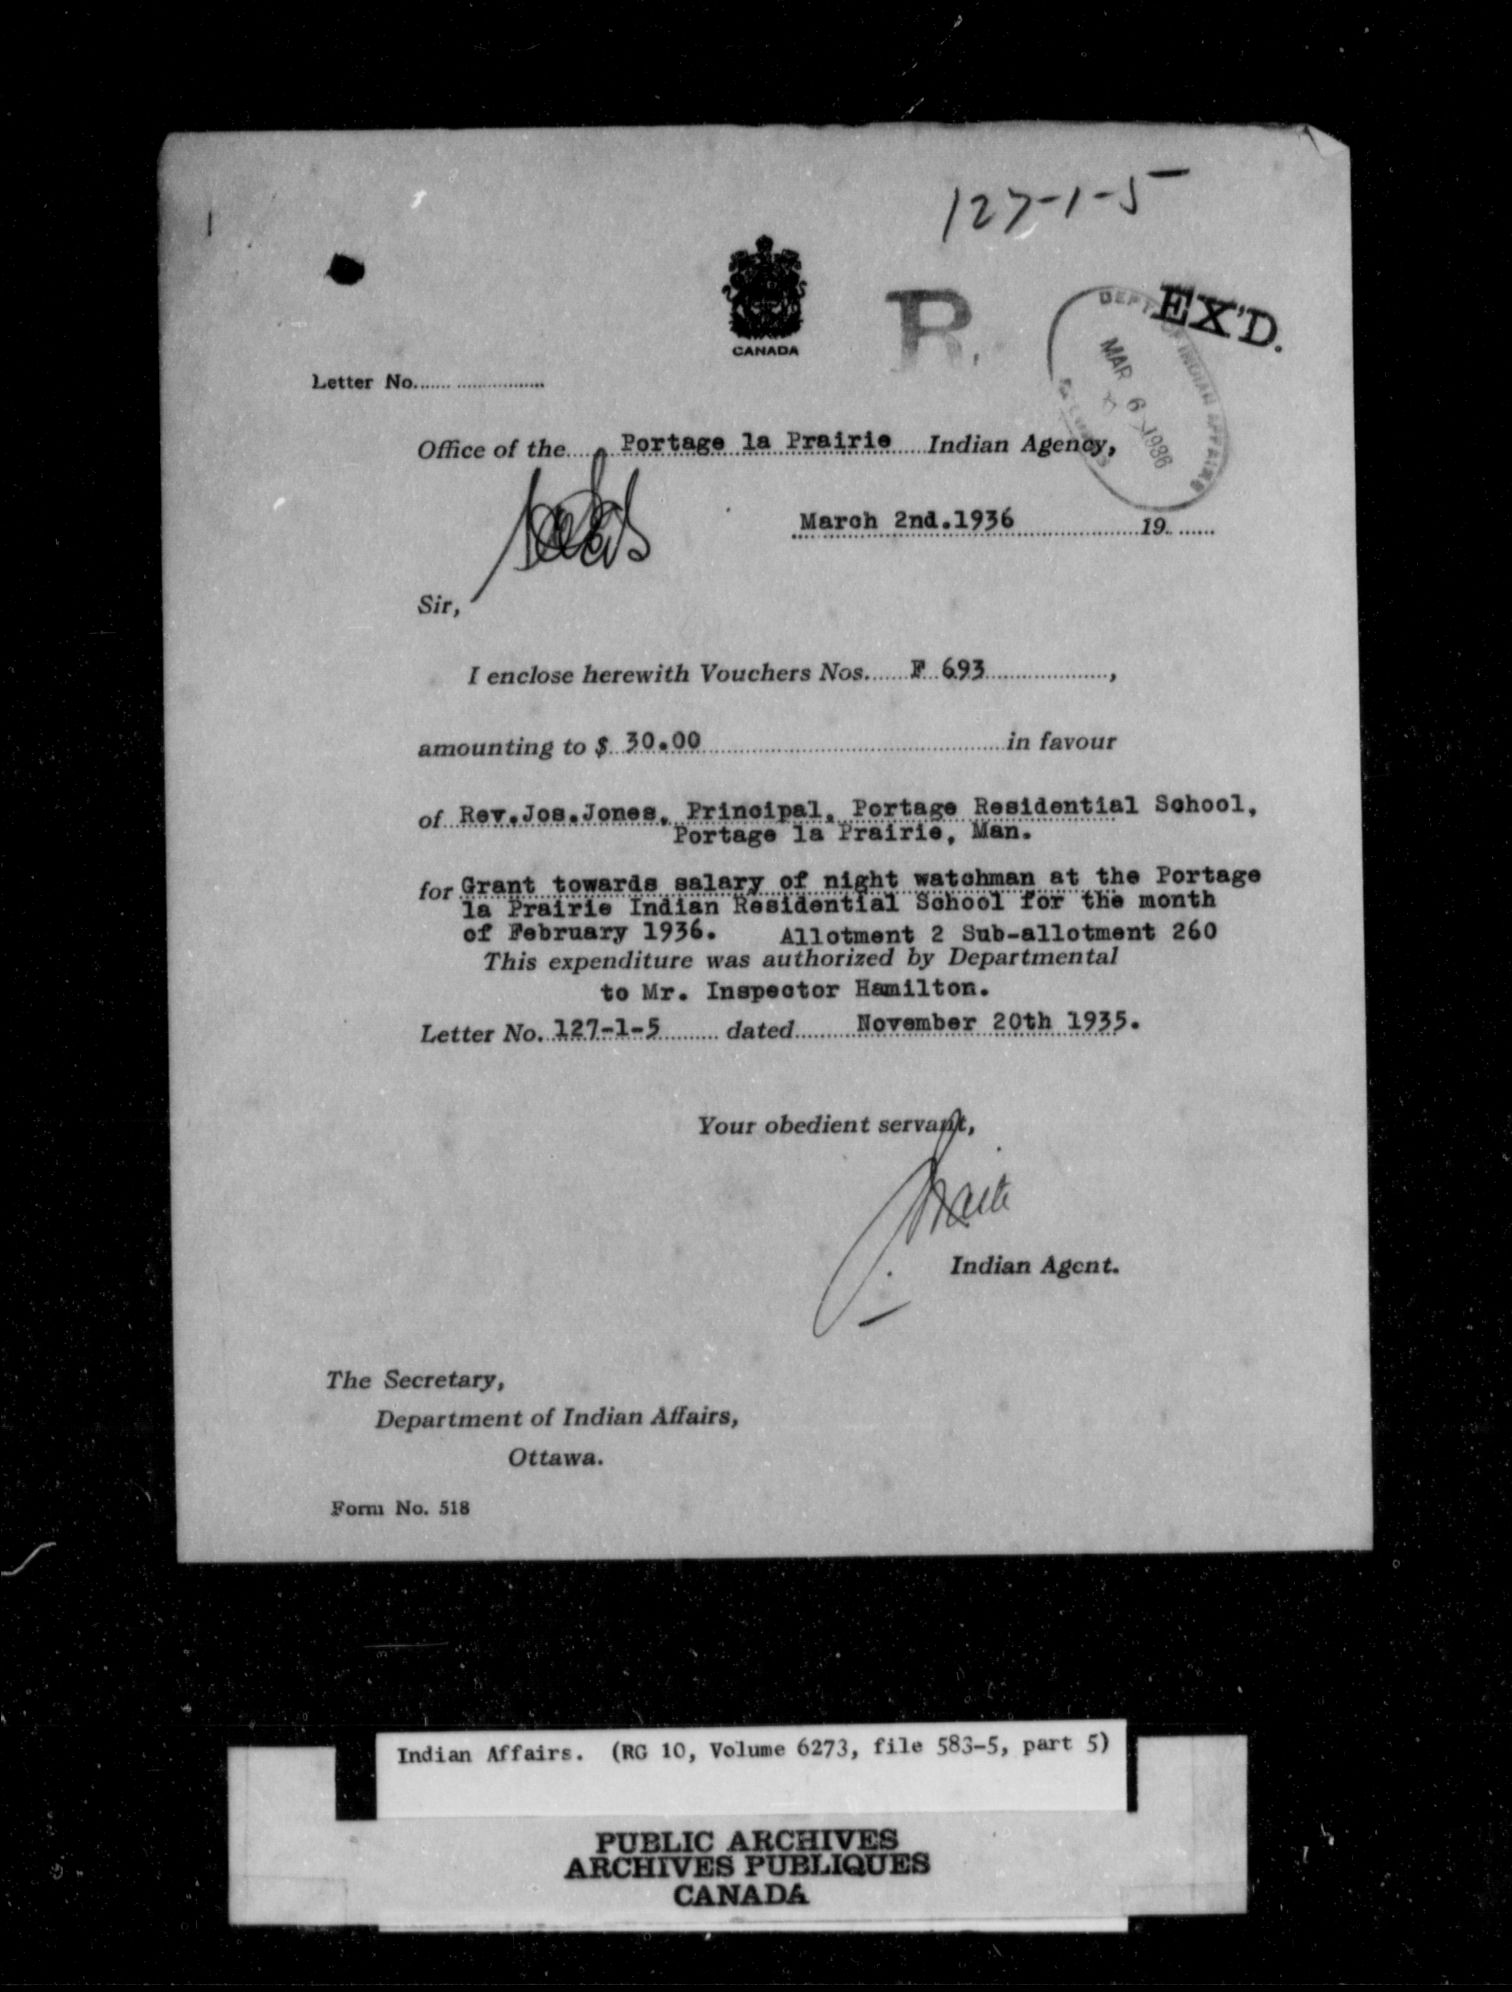 127-1-5
CANADA
R.
EX'D.
DEPT. OF INDIAN AFFAIRS
MAR 6 1936
Letter No.
Office of the Portage la Prairie Indian Agency,
March 2nd.1936 19
Sir,
I enclose herewith Vouchers Nos. F 693,
amounting to $ 30.00 in favour
of Rev.Jos.Jones, Principal, Portage Residential School,
Portage la Prairie, Man.
for Grant towards salary of night watchman at the Portage
la Prairie Indian Residential School for the month
of February 1936. Allotment 2 Sub-allotment 260
This expenditure was authorized by Departmental
to Mr. Inspector Hamilton.
Letter No. 127-1-5 dated November 20th 1935.
Your obedient servant,
Indian Agent.
The Secretary,
Department of Indian Affairs,
Ottawa.
Form No. 518
Indian Affairs. (RG 10, Volume 6273, file 583-5, part 5)
PUBLIC ARCHIVES
ARCHIVES PUBLIQUES
CANADA